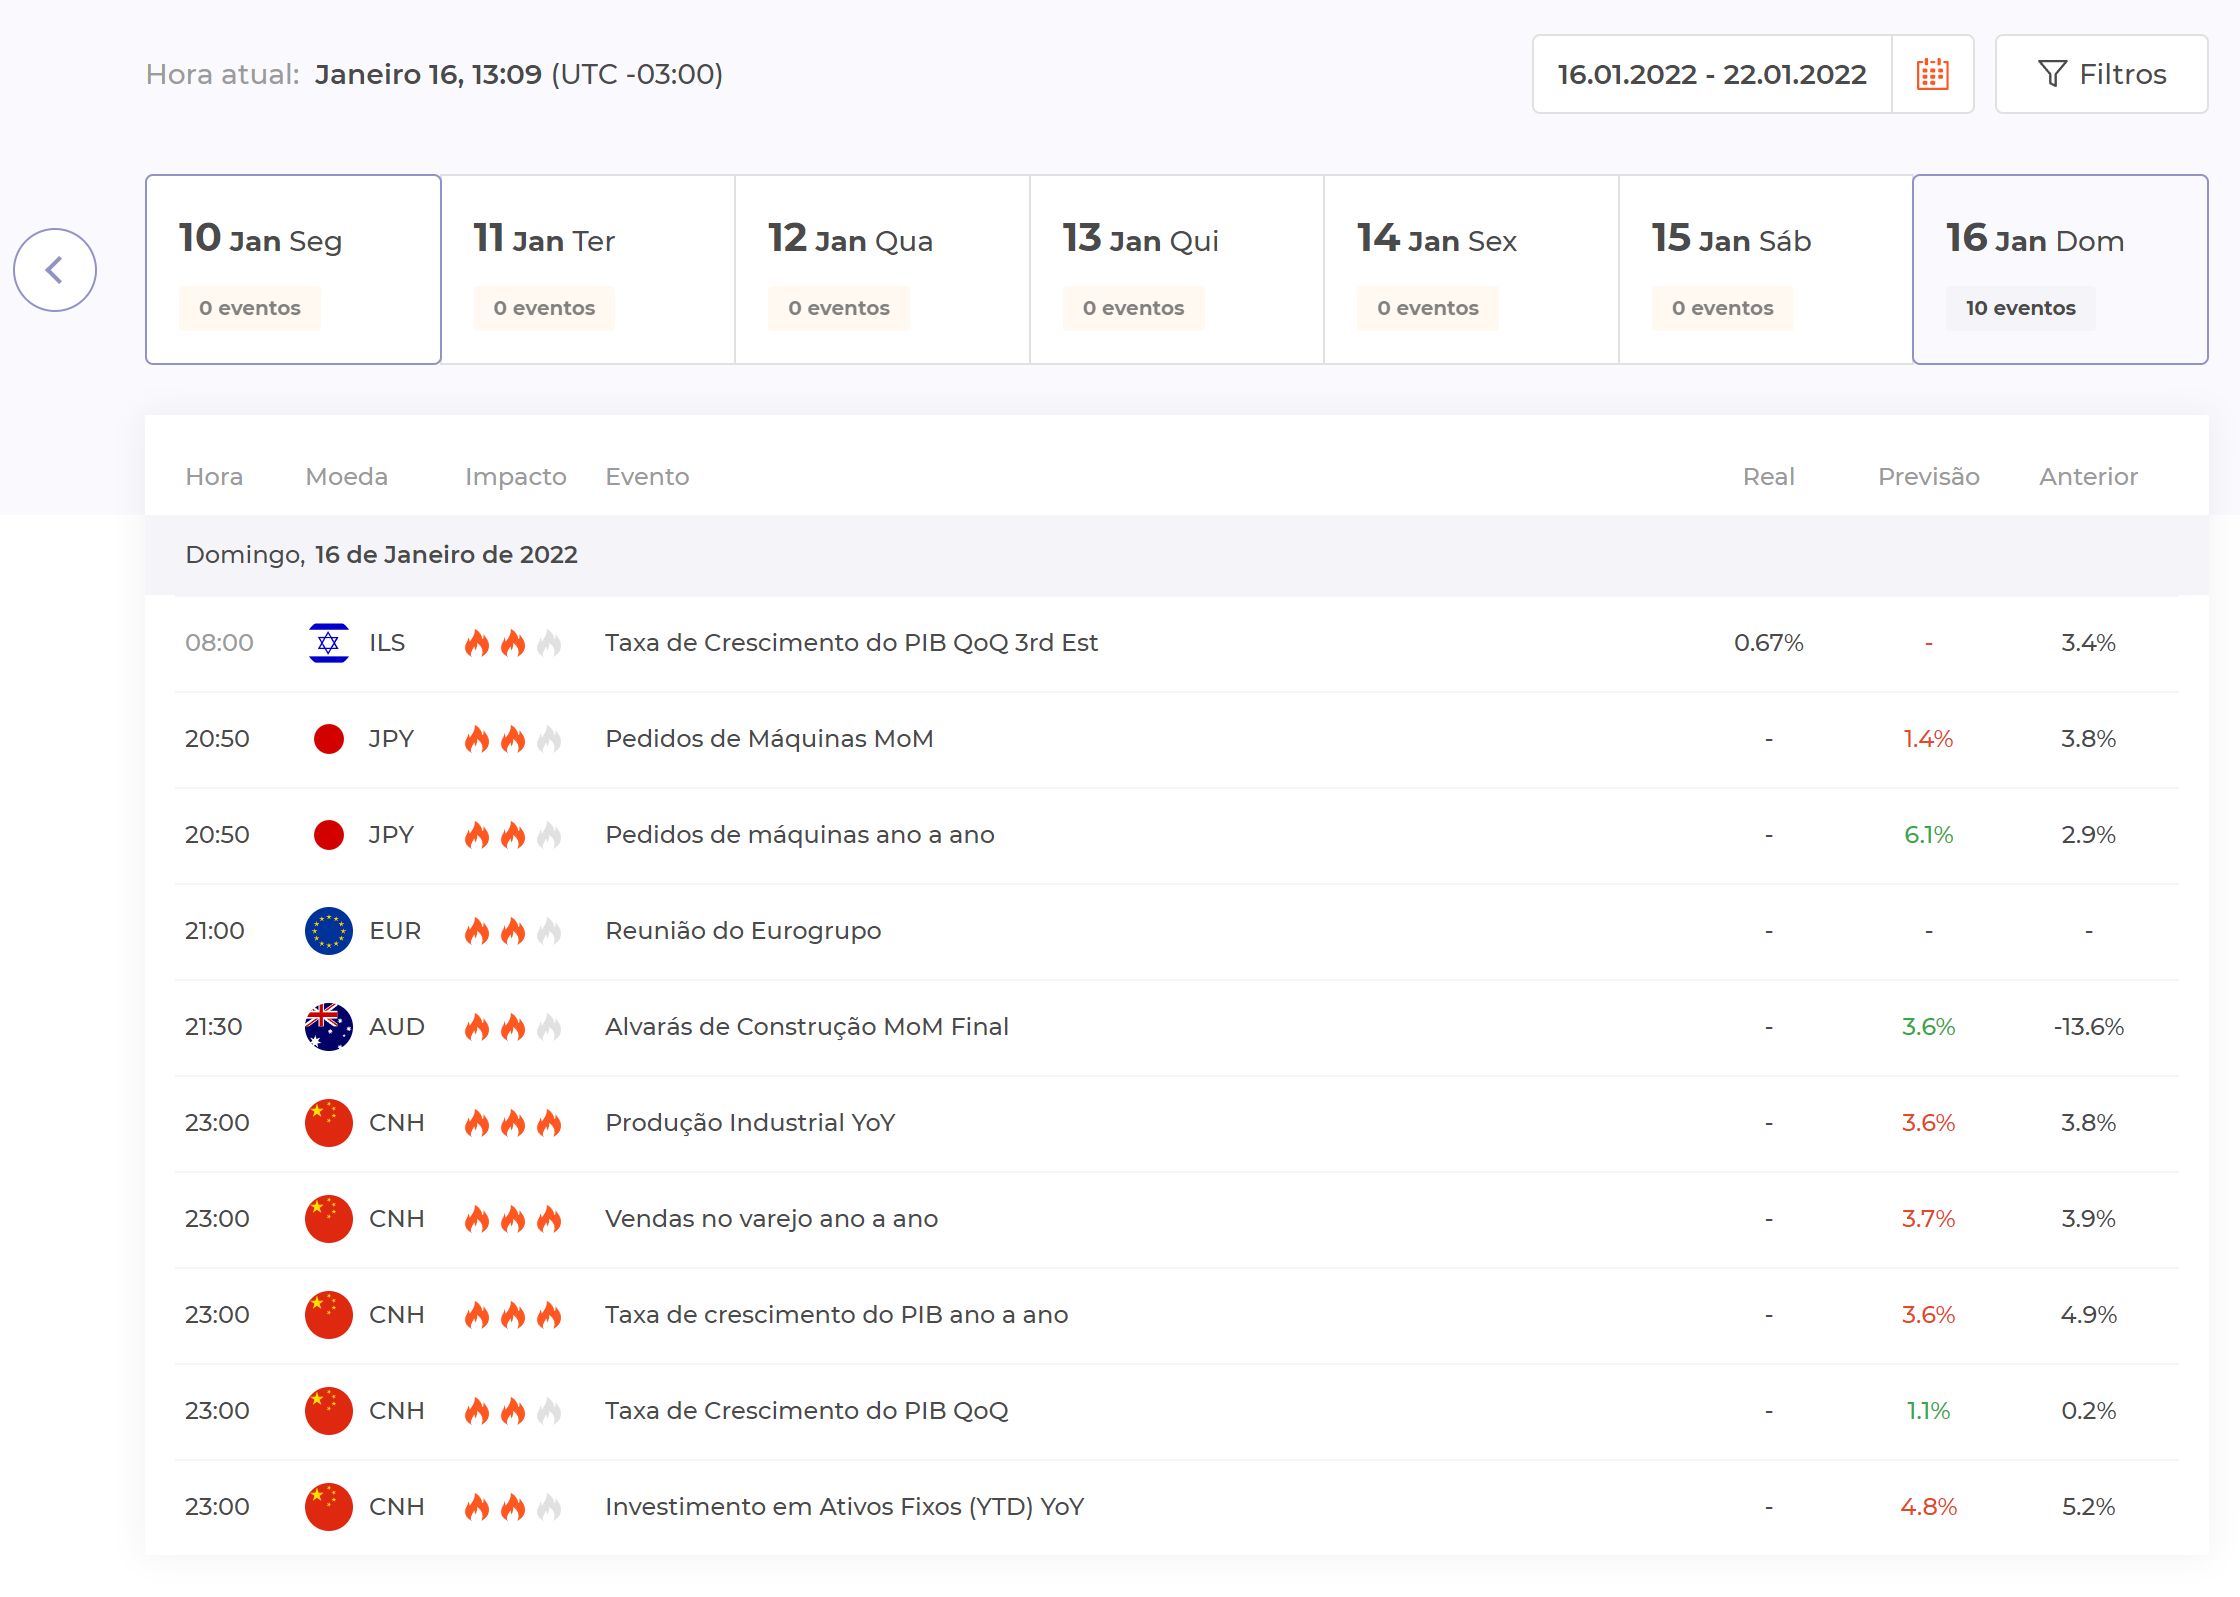 Hora atual: Janeiro 16, 13:09 (UTC -03:00)
16.01.2022 - 22.01.2022
Filtros
10 Jan Seg
11 Jan Ter
12 Jan Qua
13 Jan Qui
14 Jan Sex
15 Jan Sáb
16 Jan Dom
0 eventos
0 eventos
0 eventos
0 eventos
0 eventos
0 eventos
10 eventos
Hora Moeda Impacto Evento Real Previsão Anterior
Domingo, 16 de Janeiro de 2022
08:00 ILS Taxa de Crescimento do PIB QoQ 3rd Est 0.67% - 3.4%
20:50 JPY Pedidos de Máquinas MoM - 1.4% 3.8%
20:50 JPY Pedidos de máquinas ano a ano - 6.1% 2.9%
21:00 EUR Reunião do Eurogrupo - - -
21:30 AUD Alvarás de Construção MoM Final - 3.6% -13.6%
23:00 CNH Produção Industrial YoY - 3.6% 3.8%
23:00 CNH Vendas no varejo ano a ano - 3.7% 3.9%
23:00 CNH Taxa de crescimento do PIB ano a ano - 3.6% 4.9%
23:00 CNH Taxa de Crescimento do PIB QoQ - 1.1% 0.2%
23:00 CNH Investimento em Ativos Fixos (YTD) YoY - 4.8% 5.2%